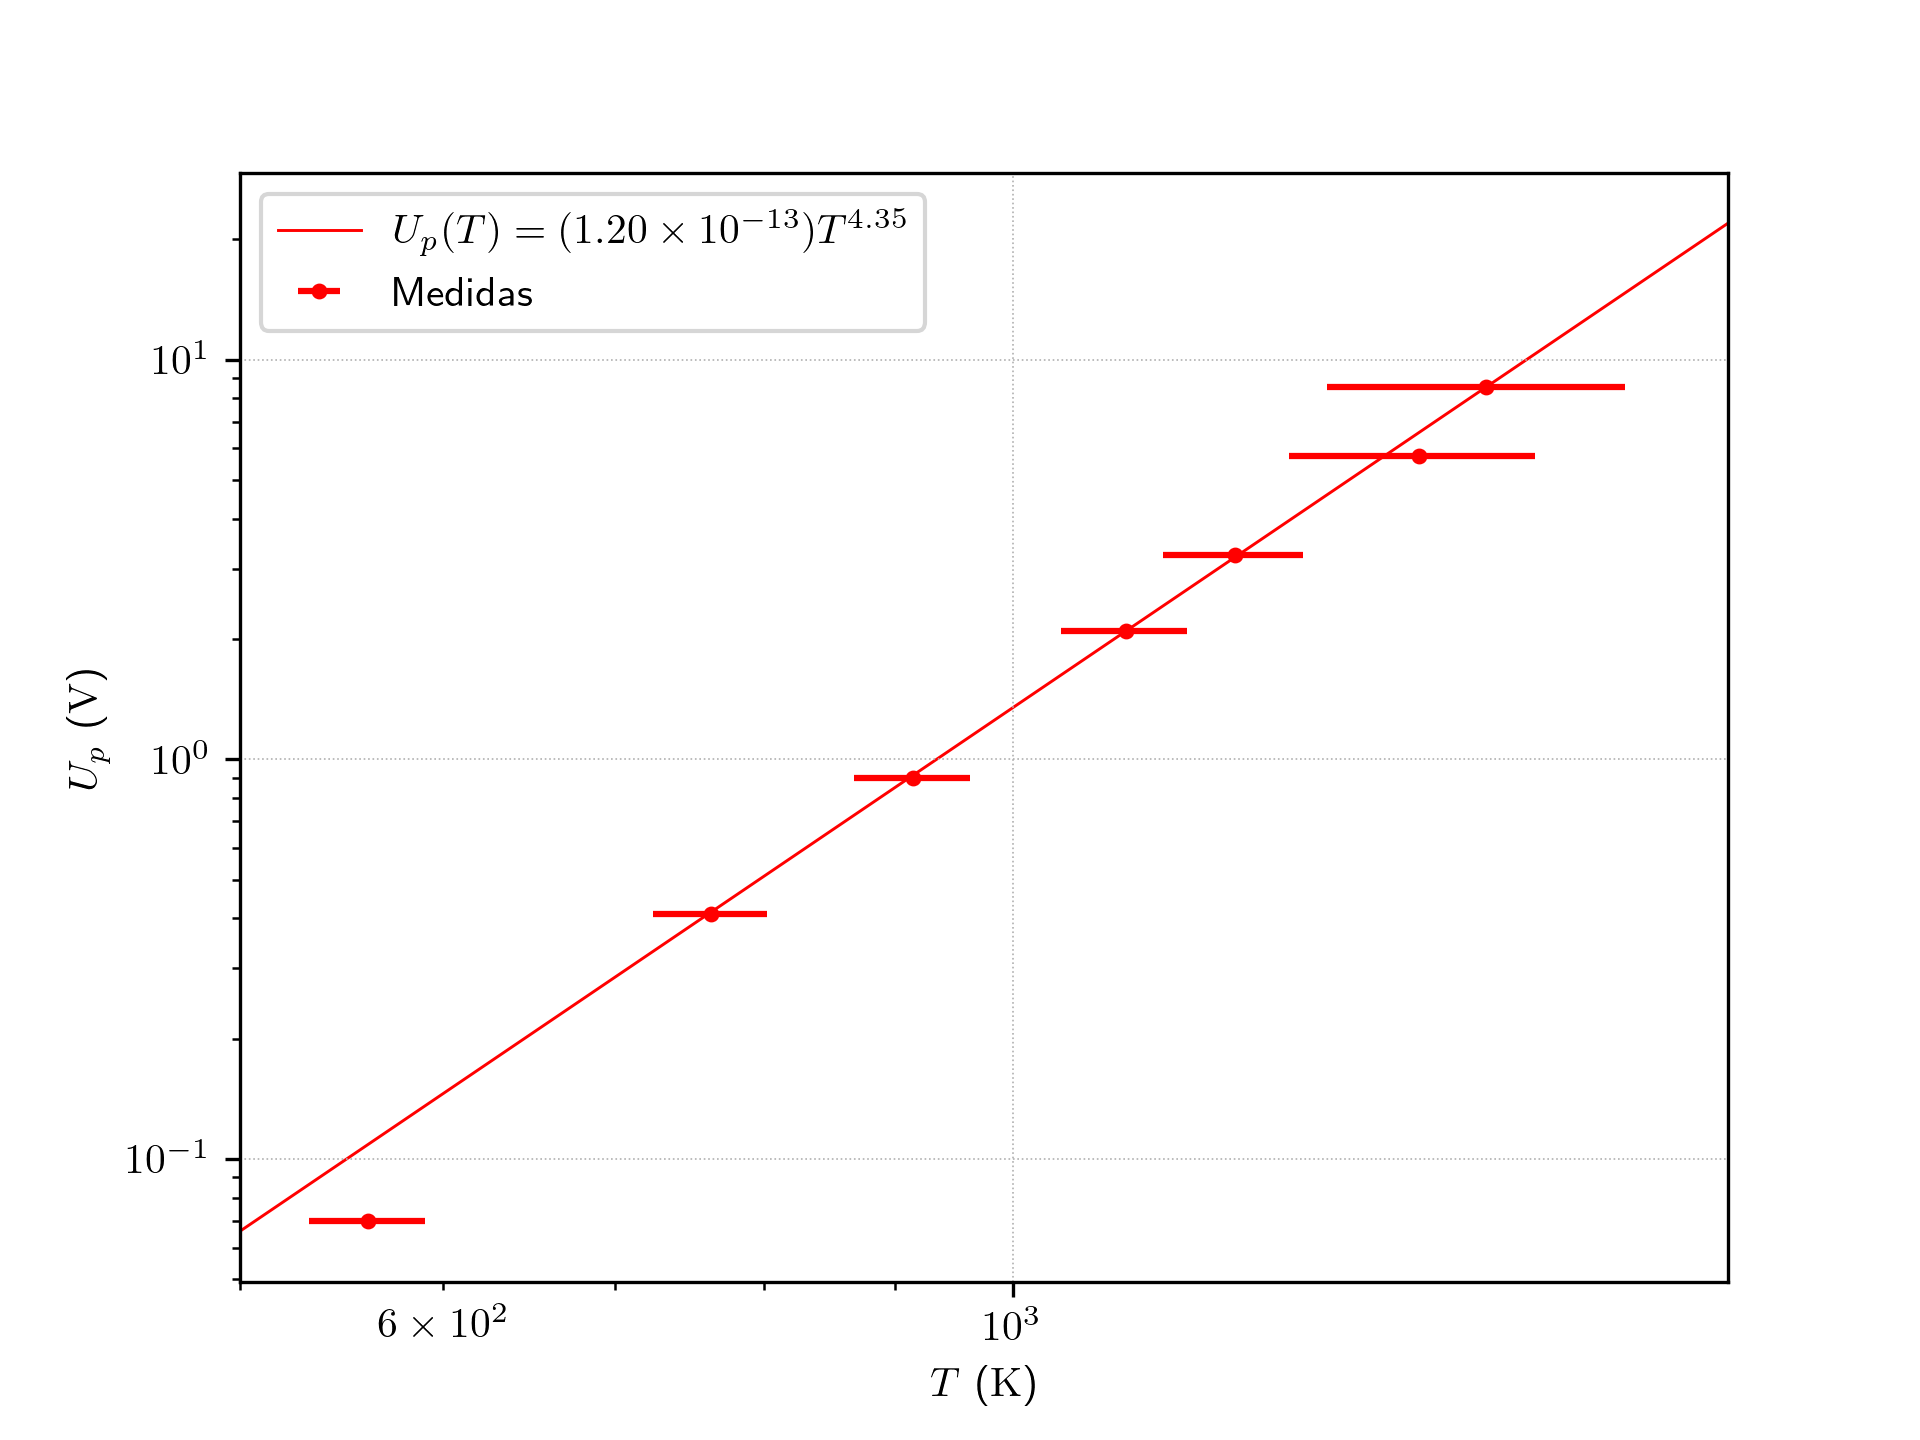 U_p(T) = (1.20 × 10^{-13})T^{4.35}
Medidas
10^1
10^0
10^{-1}
U_p (V)
6 × 10^2
10^3
T (K)